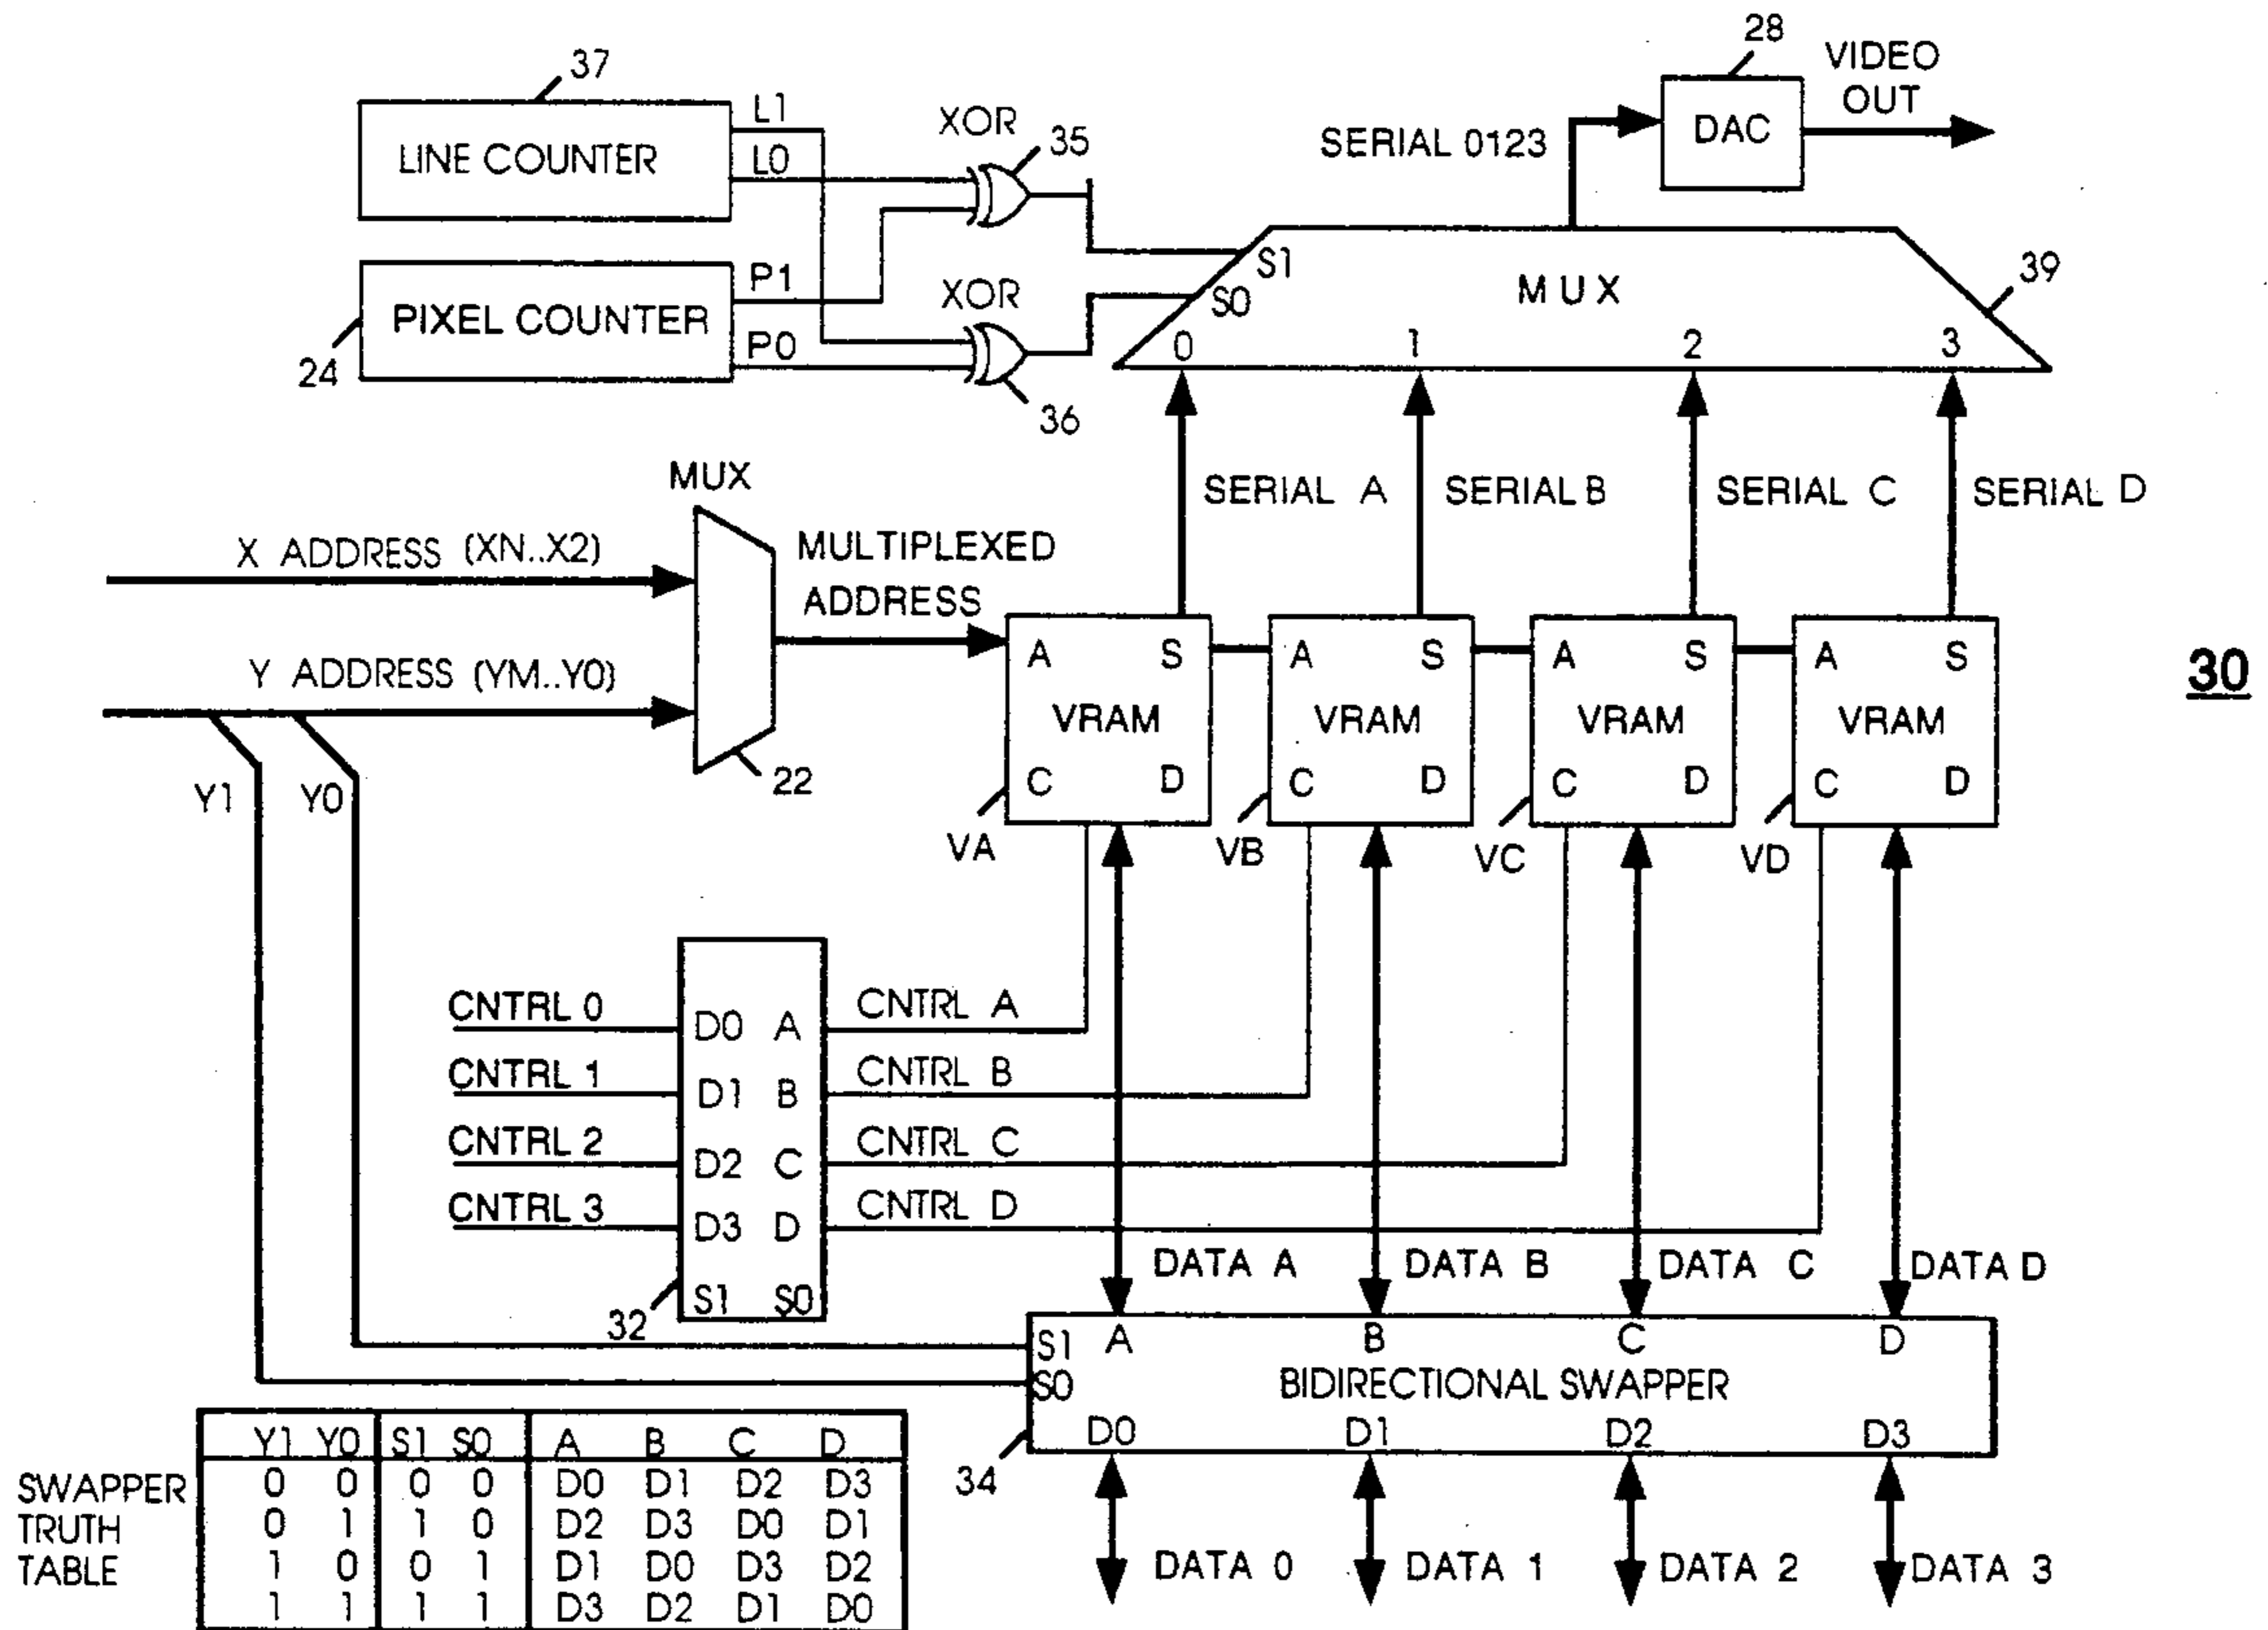 28
VIDEO
OUT
37
L1
XOR
35
SERIAL 0123
DAC
LINE COUNTER
L0
S1
MUX
39
P1
XOR
S0
PIXEL COUNTER
P0
0 1 2 3
24
36
MUX
SERIAL A
SERIAL B
SERIAL C
SERIAL D
X ADDRESS (XN..X2)
MULTIPLEXED
ADDRESS
Y ADDRESS (YM..Y0)
A S
A S
A S
A S
30
VRAM
VRAM
VRAM
VRAM
Y1
Y0
22
C D
C D
C D
C D
VA
VB
VC
VD
CNTRL 0
D0 A
CNTRL A
CNTRL 1
D1 B
CNTRL B
CNTRL 2
D2 C
CNTRL C
CNTRL 3
D3 D
CNTRL D
DATA A
DATA B
DATA C
DATA D
S1 S0
32
S1 A B C D
S0
BIDIRECTIONAL SWAPPER
D0 D1 D2 D3
34
DATA 0
DATA 1
DATA 2
DATA 3
Y1 Y0 S1 S0 A B C D
SWAPPER 0 0 0 0 D0 D1 D2 D3
TRUTH 0 1 1 0 D2 D3 D0 D1
TABLE 1 0 0 1 D1 D0 D3 D2
1 1 1 1 D3 D2 D1 D0